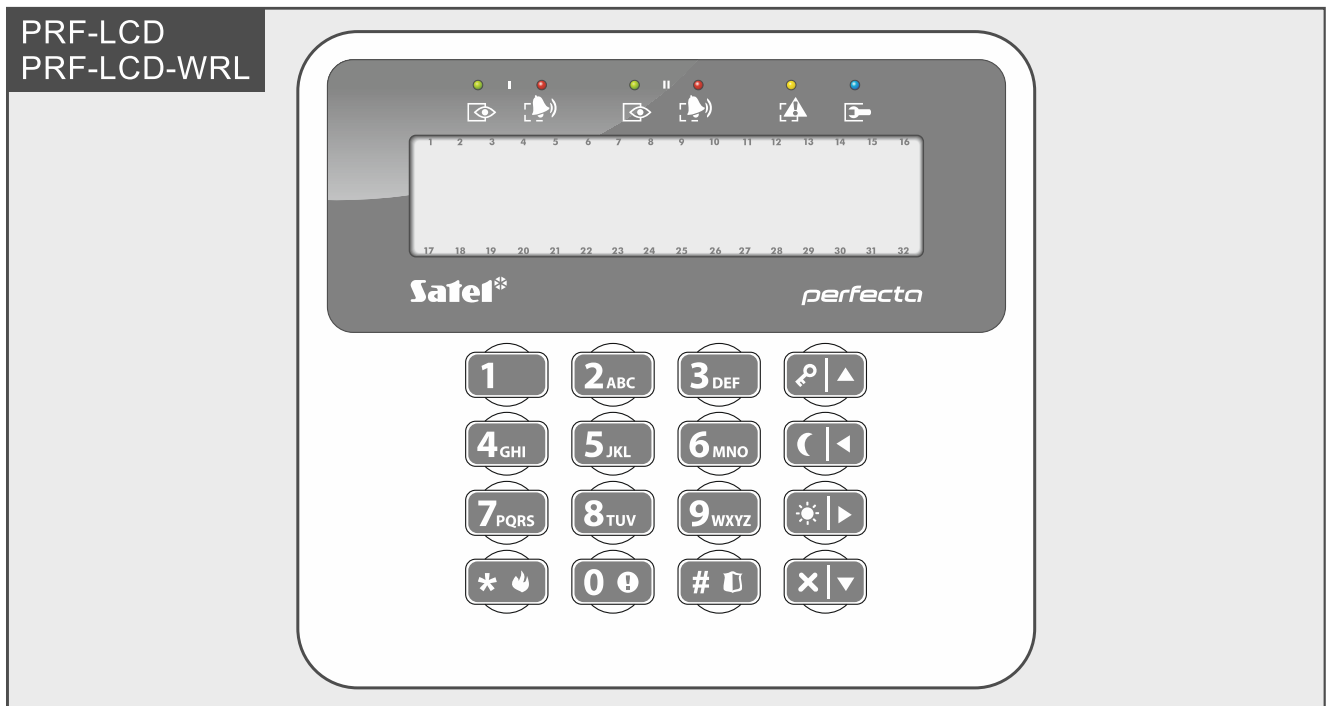 PRF-LCD
PRF-LCD-WRL
I II
1 2 3 4 5 6 7 8 9 10 11 12 13 14 15 16
17 18 19 20 21 22 23 24 25 26 27 28 29 30 31 32
Satel perfecta
1 2 ABC 3 DEF
4 GHI 5 JKL 6 MNO
7 PQRS 8 TUV 9 WXYZ
* 0 #